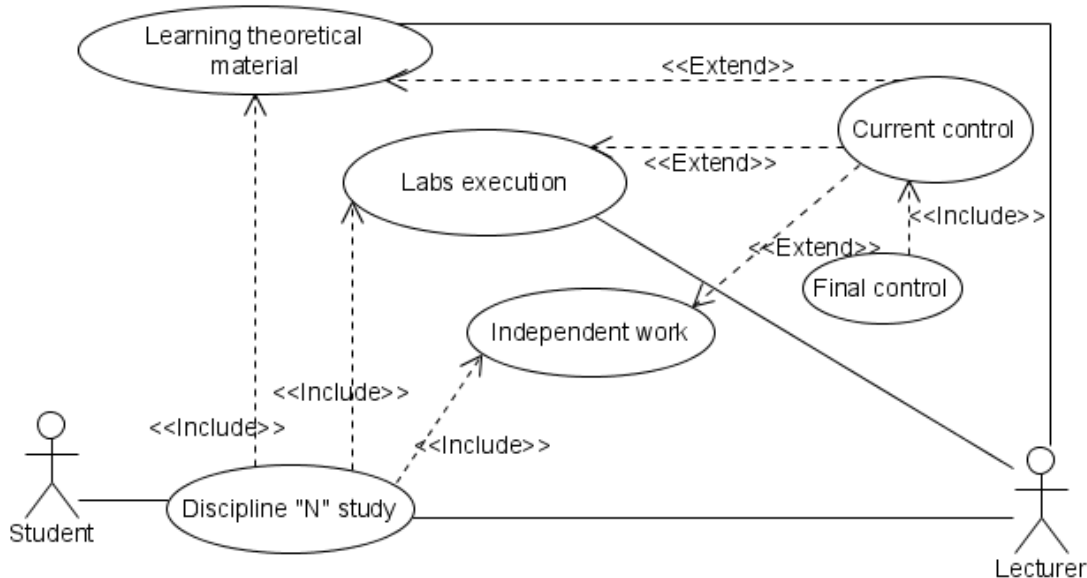 Learning theoretical
material
<<Extend>>
Current control
<<Extend>>
Labs execution
<<Include>>
<<Extend>>
Final control
Independent work
<<Include>>
<<Include>>
<<Include>>
Discipline "N" study
Student
Lecturer